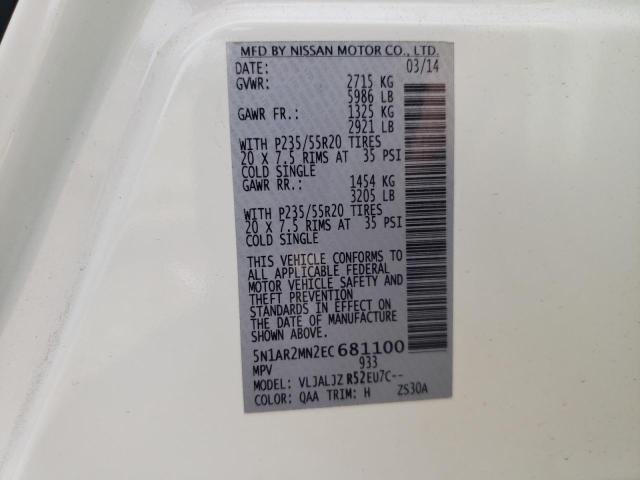 MFD BY NISSAN MOTOR CO., LTD.
DATE: 03/14
GVWR: 2715 KG
5986 LB
GAWR FR.: 1325 KG
2921 LB
WITH P235/55R20 TIRES
20 X 7.5 RIMS AT 35 PSI
COLD SINGLE
GAWR RR.: 1454 KG
3205 LB
WITH P235/55R20 TIRES
20 X 7.5 RIMS AT 35 PSI
COLD SINGLE
THIS VEHICLE CONFORMS TO
ALL APPLICABLE FEDERAL
MOTOR VEHICLE SAFETY AND
THEFT PREVENTION
STANDARDS IN EFFECT ON
THE DATE OF MANUFACTURE
SHOWN ABOVE.
5N1AR2MN2EC681100
MPV 933
MODEL: VLJALJZ R52EU7C--
COLOR: QAA TRIM: H ZS30A